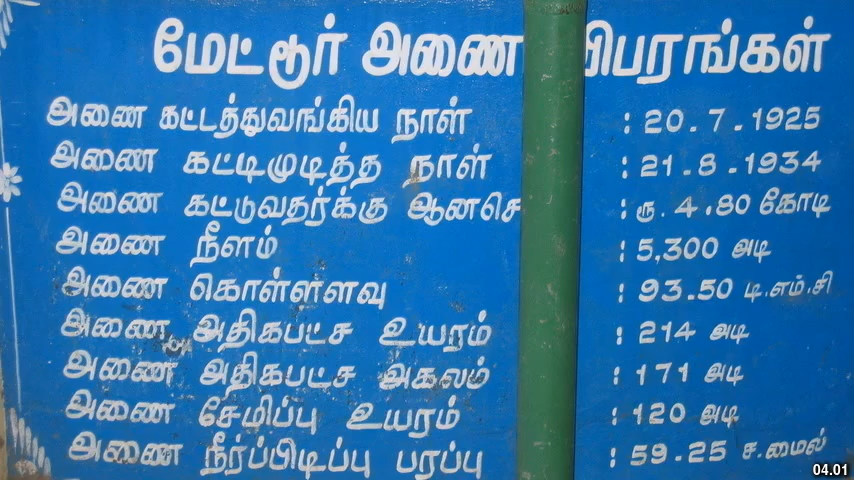 மேட்டூர் அணை விபரங்கள்
அணை கட்டத்துவங்கிய நாள் : 20.7.1925
அணை கட்டிமுடித்த நாள் : 21.8-1934
அணை கட்டுவதர்க்கு ஆனசெ : ரூ. 4.80 கோடி
அணை நீளம் : 5,300 அடி
அணை கொள்ளளவு : 93.50 டி.எம்.சி
அணை அதிகபட்ச உயரம் : 214 அடி
அணை அதிகபட்ச அகலம் : 171 அடி
அணை சேமிப்பு உயரம் : 120 அடி
அணை நீர்ப்பிடிப்பு பரப்பு : 59.25 ச.மைல்
04.01